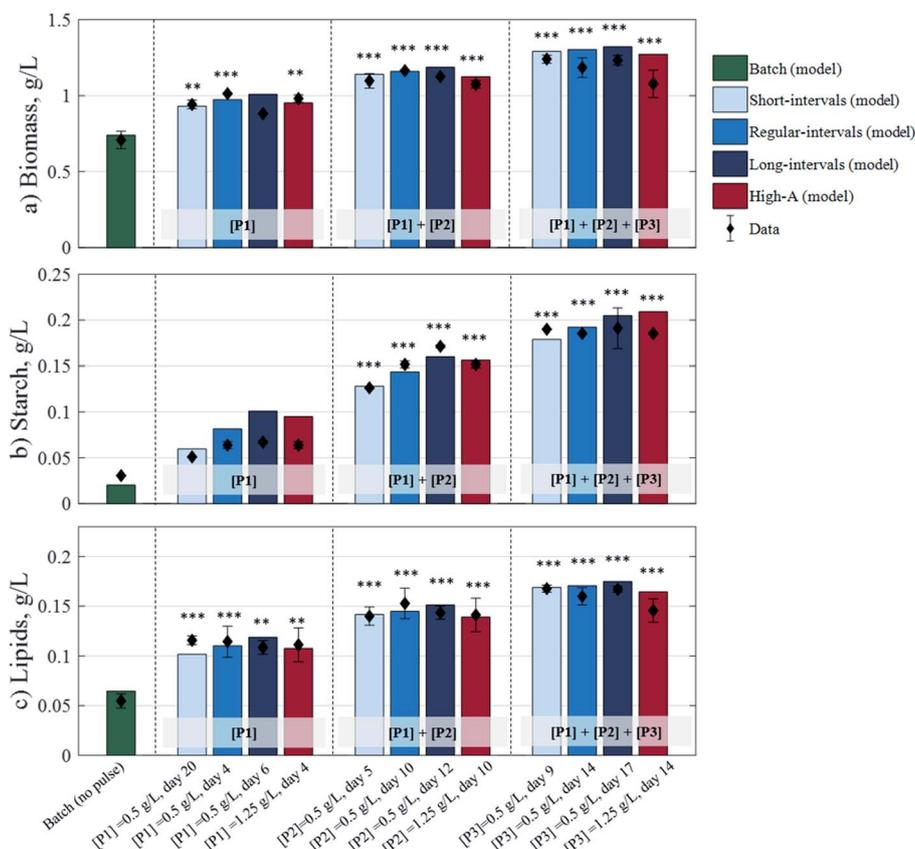 a) Biomass, g/L
1.5
1
0.5
0
** *** **
*** *** *** ***
*** *** *** ***
[P1]
[P1] + [P2]
[P1] + [P2] + [P3]
Batch (model)
Short-intervals (model)
Regular-intervals (model)
Long-intervals (model)
High-A (model)
Data
b) Starch, g/L
0.25
0.2
0.15
0.1
0.05
0
*** *** *** ***
*** *** *** ***
[P1]
[P1] + [P2]
[P1] + [P2] + [P3]
c) Lipids, g/L
0.2
0.15
0.1
0.05
0
*** *** ** **
*** *** *** ***
*** *** *** ***
[P1]
[P1] + [P2]
[P1] + [P2] + [P3]
Batch (no pulse)
[P1] =0.5 g/L, day 20
[P1] =0.5 g/L, day 4
[P1] =0.5 g/L, day 6
[P1] =1.25 g/L, day 4
[P2]=0.5 g/L, day 5
[P2]=0.5 g/L, day 10
[P2]=0.5 g/L, day 12
[P2]=1.25 g/L, day 10
[P3]=0.5 g/L, day 9
[P3] =0.5 g/L, day 14
[P3] =0.5 g/L, day 17
[P3] =1.25 g/L, day 14